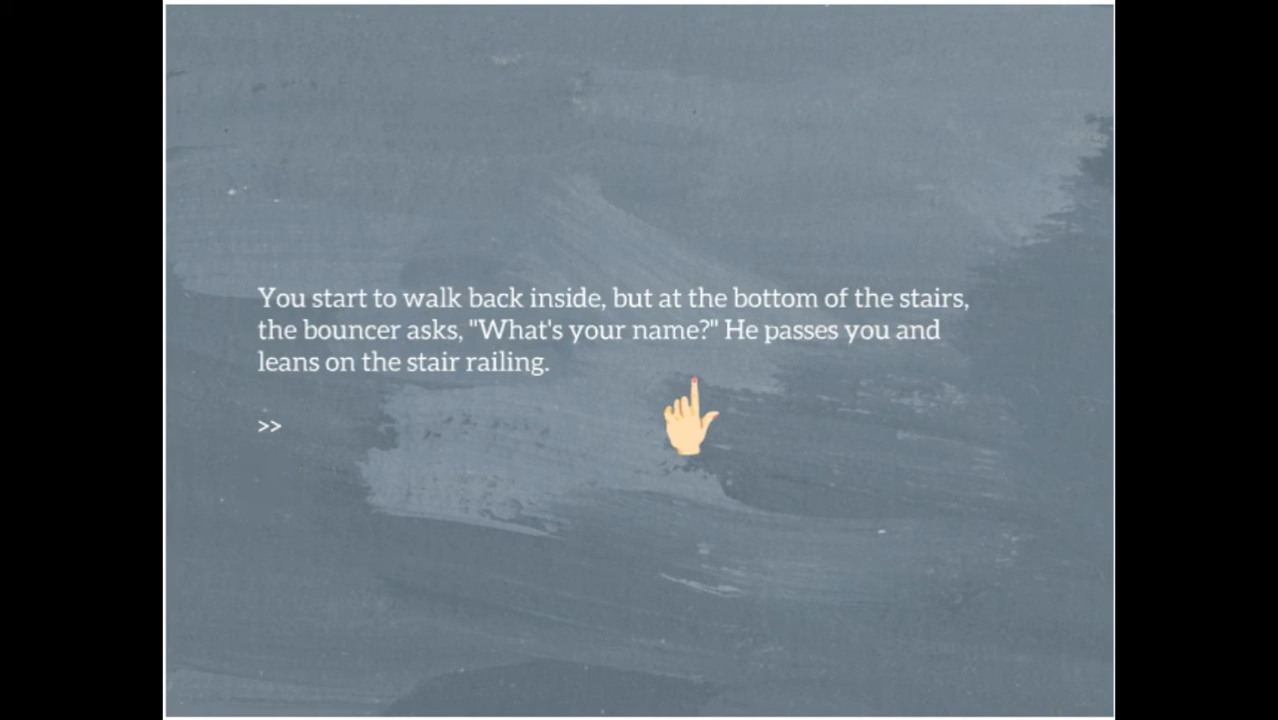 You start to walk back inside, but at the bottom of the stairs,
the bouncer asks, "What's your name?" He passes you and
leans on the stair railing.
>>